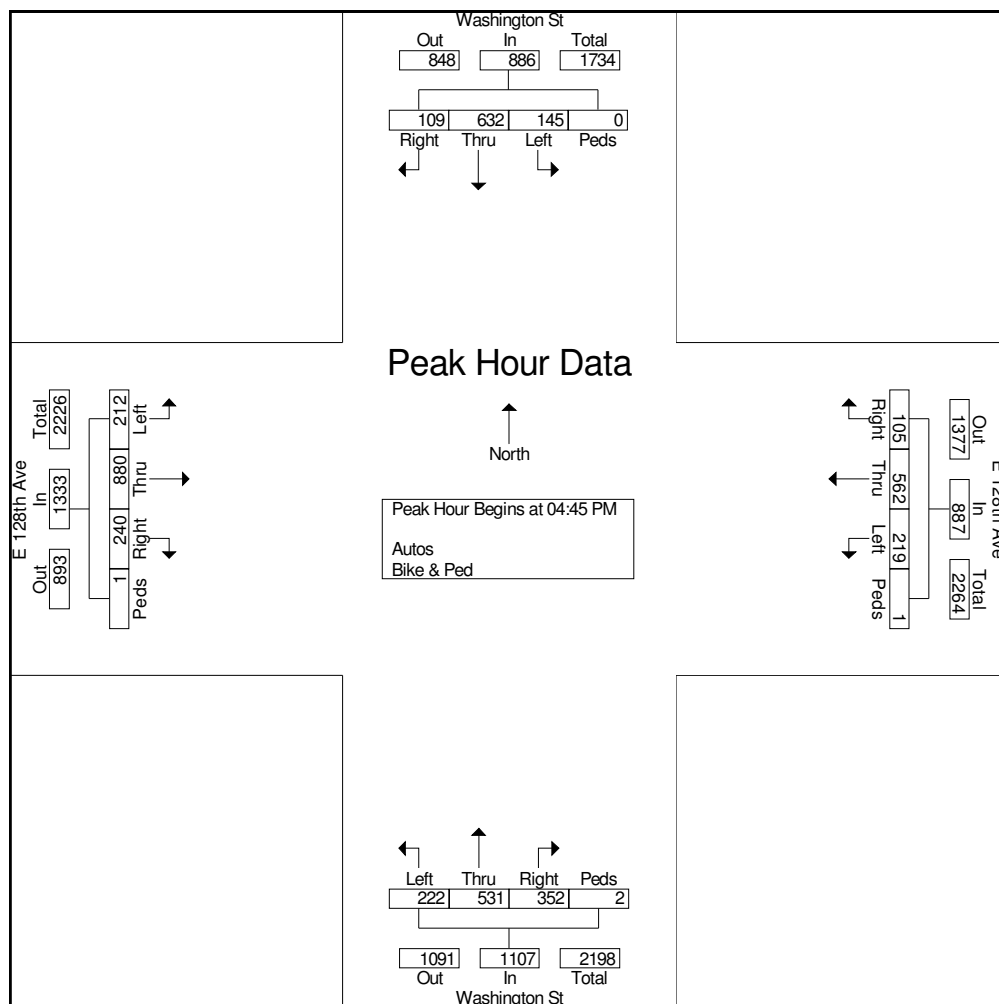 Washington St
Out In Total
848 886 1734
109 632 145 0
Right Thru Left Peds
Peak Hour Data
North
Peak Hour Begins at 04:45 PM
Autos
Bike & Ped
E 128th Ave
Out In Total
893 1333 2226
Left Thru Right Peds
212 880 240 1
E 128th Ave
Out In Total
1377 887 2264
105 562 219 1
Right Thru Left Peds
Left Thru Right Peds
222 531 352 2
1091 1107 2198
Out In Total
Washington St